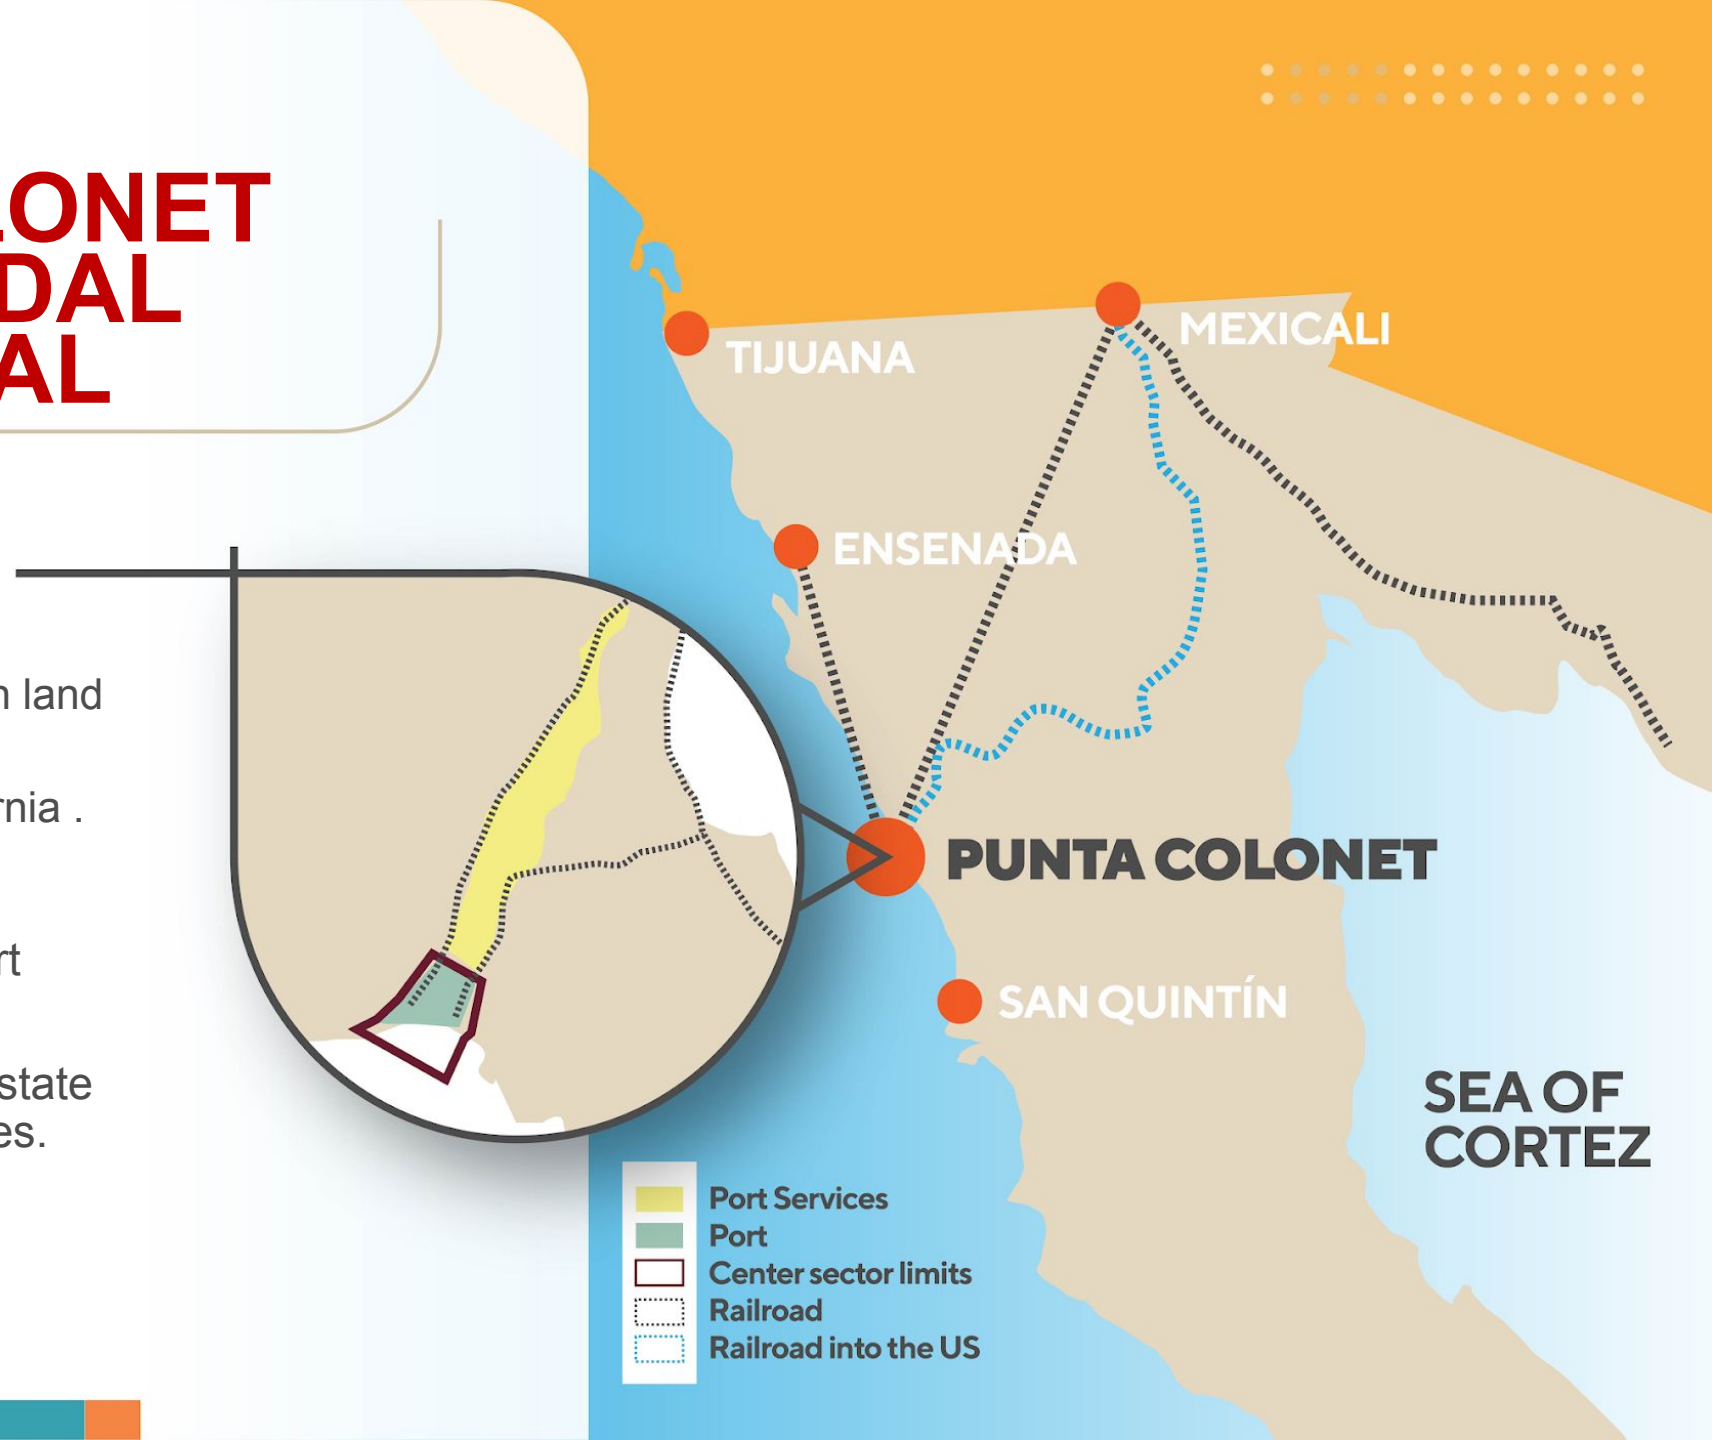 LONET
DAL
AL
n land
rnia .
rt
state
es.
TIJUANA
MEXICALI
ENSENADA
PUNTA COLONET
SAN QUINTÍN
SEA OF
CORTEZ
Port Services
Port
Center sector limits
Railroad
Railroad into the US